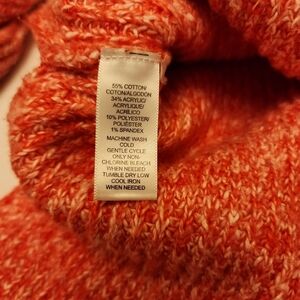 55% COTTON/
COTON/ALGODON
34% ACRYLIC/
ACRYLIQUE/
ACRILICO
10% POLYESTER/
POLIÉSTER
1% SPANDEX
MACHINE WASH
COLD
GENTLE CYCLE
ONLY NON-
CHLORINE BLEACH
WHEN NEEDED
TUMBLE DRY LOW
COOL IRON
WHEN NEEDED